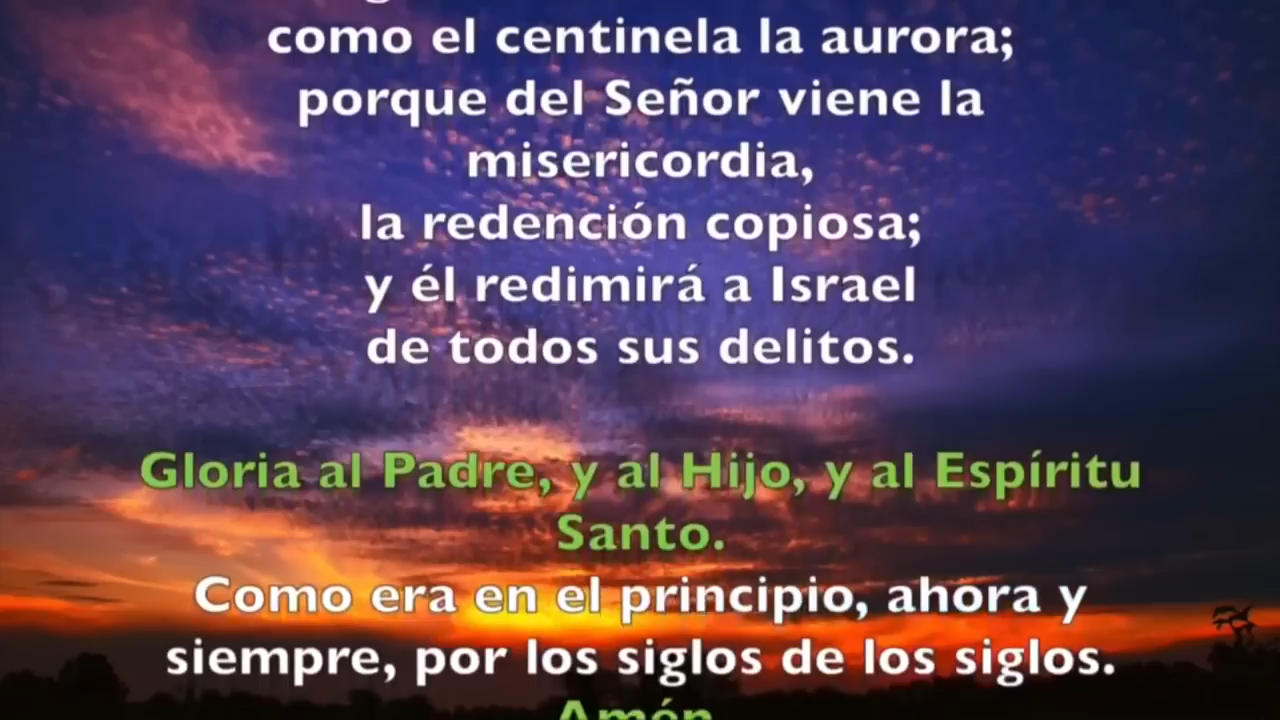 como el centinela la aurora;
porque del Señor viene la
misericordia,
la redención copiosa;
y él redimirá a Israel
de todos sus delitos.
Gloria al Padre, y al Hijo, y al Espíritu
Santo.
Como era en el principio, ahora y
siempre, por los siglos de los siglos.
Amén